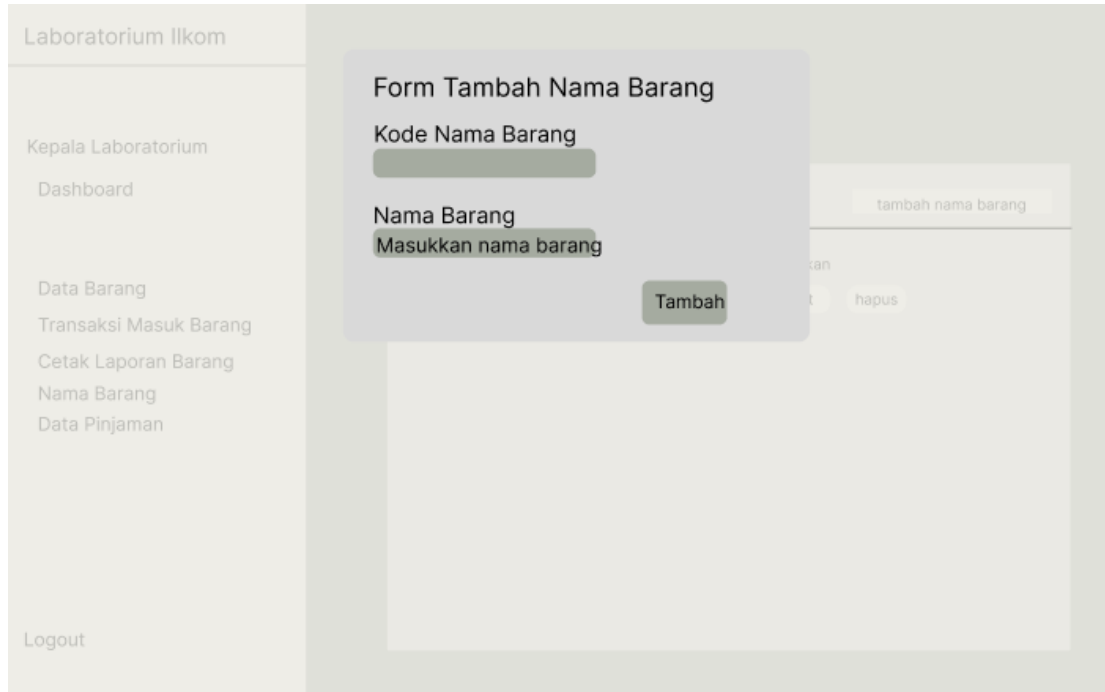 Laboratorium Ilkom
Kepala Laboratorium
Dashboard
Data Barang
Transaksi Masuk Barang
Cetak Laporan Barang
Nama Barang
Data Pinjaman
Logout
Form Tambah Nama Barang
Kode Nama Barang
Nama Barang
Masukkan nama barang
Tambah
tambah nama barang
hapus